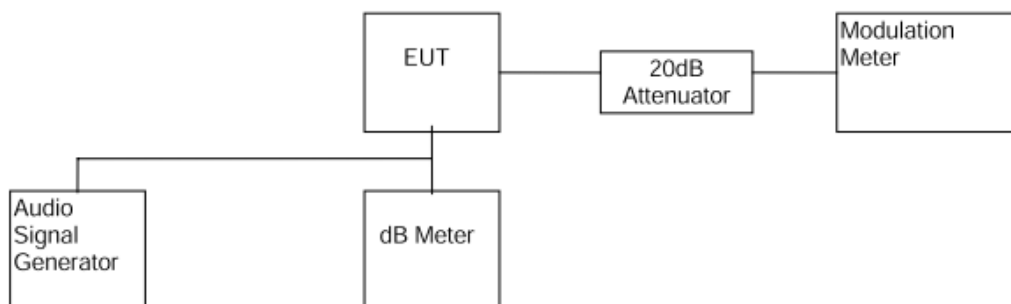 EUT
20dB
Attenuator
Modulation
Meter
Audio
Signal
Generator
dB Meter